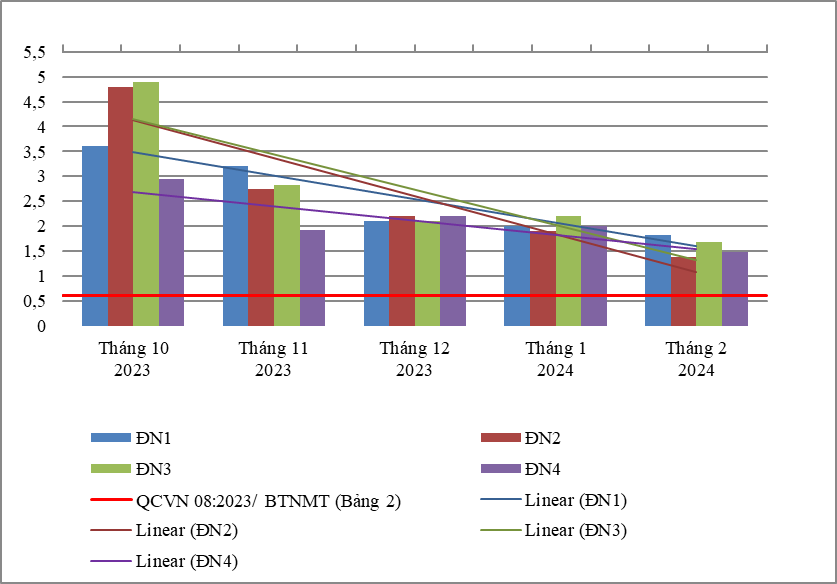 5,5
5
4,5
4
3,5
3
2,5
2
1,5
1
0,5
0
Tháng 10 Tháng 11 Tháng 12 Tháng 1 Tháng 2
2023 2023 2023 2024 2024
ĐN1 ĐN2
ĐN3 ĐN4
QCVN 08:2023/ BTNMT (Bảng 2) Linear (ĐN1)
Linear (ĐN2) Linear (ĐN3)
Linear (ĐN4)